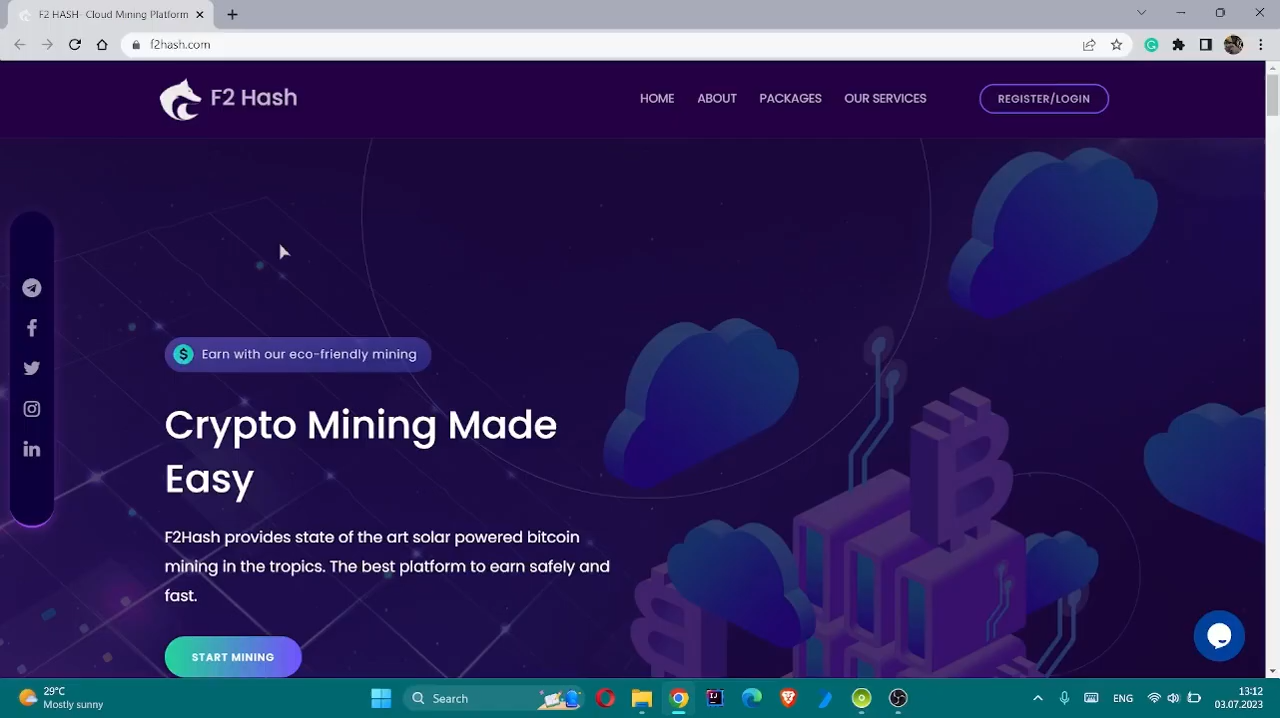 F2 HASH- Cloud Mining Platform
f2hash.com
F2 Hash
HOME
ABOUT
PACKAGES
OUR SERVICES
REGISTER/LOGIN
$
Earn with our eco-friendly mining
Crypto Mining Made
Easy
F2Hash provides state of the art solar powered bitcoin
mining in the tropics. The best platform to earn safely and
fast.
START MINING
29°C
Mostly sunny
Search
ENG
13:12
03.07.2023